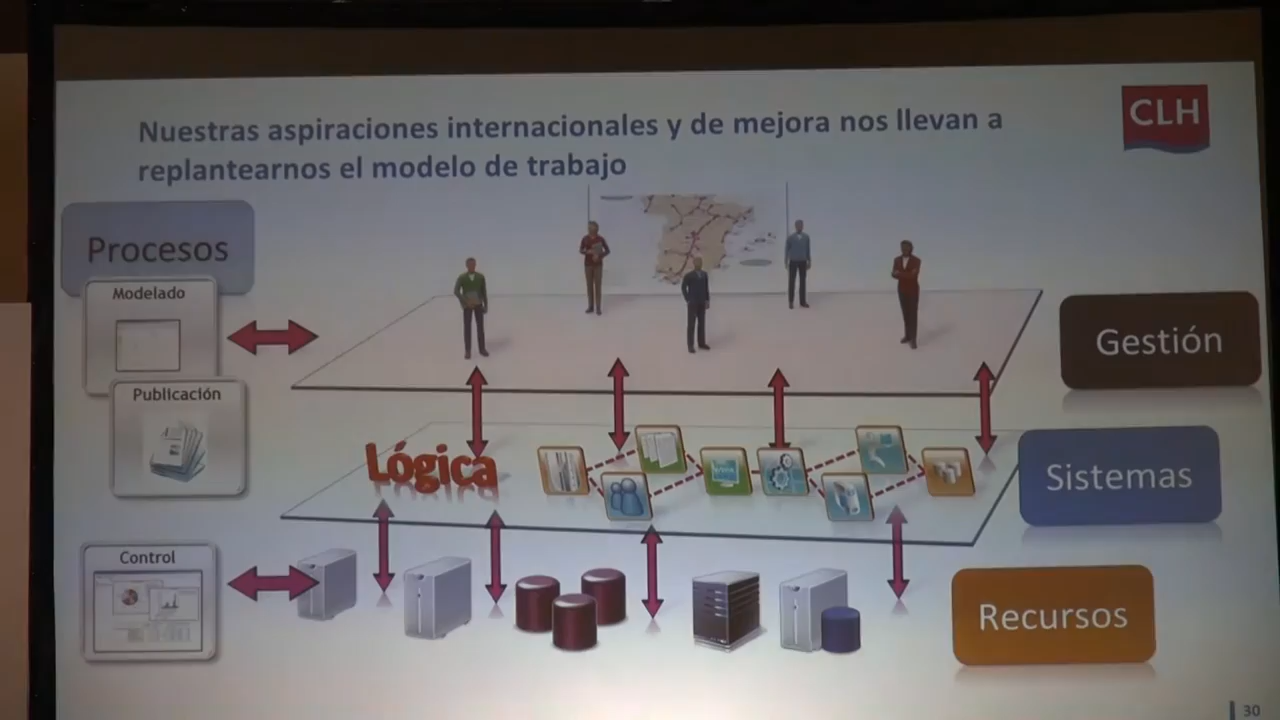 Nuestras aspiraciones internacionales y de mejora nos llevan a
replantearnos el modelo de trabajo
CLH
Procesos
Modelado
Publicación
Control
Lógica
Gestión
Sistemas
Recursos
30